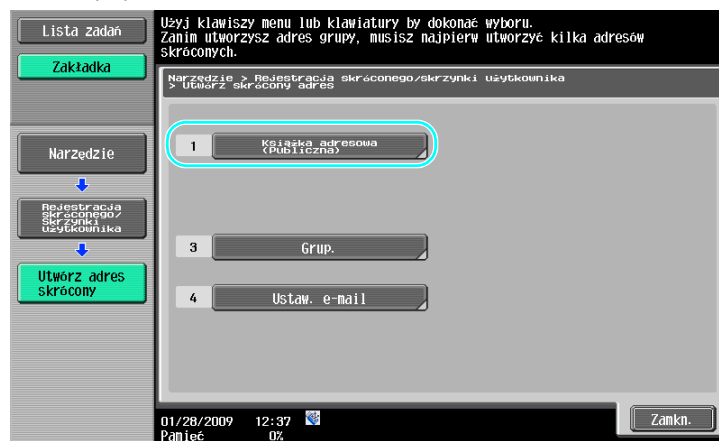 Lista zadań
Zakładka
Użyj klawiszy menu lub klawiatury by dokonać wyboru.
Zanim utworzysz adres grupy, musisz najpierw utworzyć kilka adresów
skróconych.
Narzędzie > Rejestracja skróconego/skrzynki użytkownika
> Utwórz skrócony adres
Narzędzie
Rejestracja
skróconego/
Skrzynki
użytkownika
Utwórz adres
skrócony
1 Książka adresowa
(Publiczna)
3 Grup.
4 Ustaw. e-mail
01/28/2009 12:37
Pamięć 0%
Zamkn.